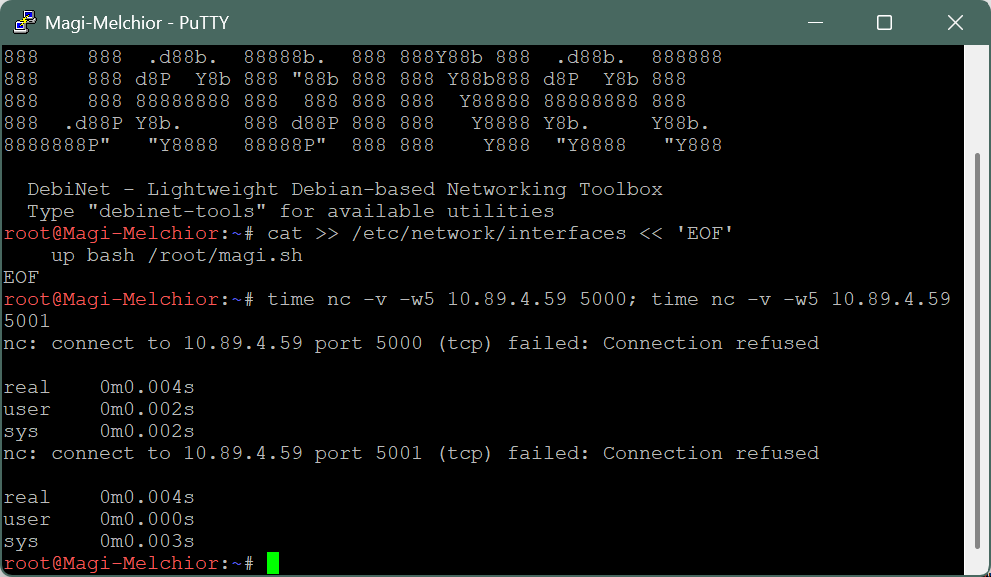 Magi-Melchior - PuTTY
888    888  .d88b.  88888b.  888 888Y88b 888  .d88b.  888888
888    888 d8P  Y8b 888 "88b 888 888 Y88b888 d8P  Y8b 888
888    888 88888888 888  888 888 888  Y88888 88888888 888
888  .d88P Y8b.     888 d88P 888 888   Y8888 Y8b.     Y88b.
8888888P"   "Y8888  88888P"  888 888    Y888  "Y8888   "Y888
  DebiNet - Lightweight Debian-based Networking Toolbox
  Type "debinet-tools" for available utilities
root@Magi-Melchior:~# cat >> /etc/network/interfaces << 'EOF'
    up bash /root/magi.sh
EOF
root@Magi-Melchior:~# time nc -v -w5 10.89.4.59 5000; time nc -v -w5 10.89.4.59
5001
nc: connect to 10.89.4.59 port 5000 (tcp) failed: Connection refused
real    0m0.004s
user    0m0.002s
sys     0m0.002s
nc: connect to 10.89.4.59 port 5001 (tcp) failed: Connection refused
real    0m0.004s
user    0m0.000s
sys     0m0.003s
root@Magi-Melchior:~#